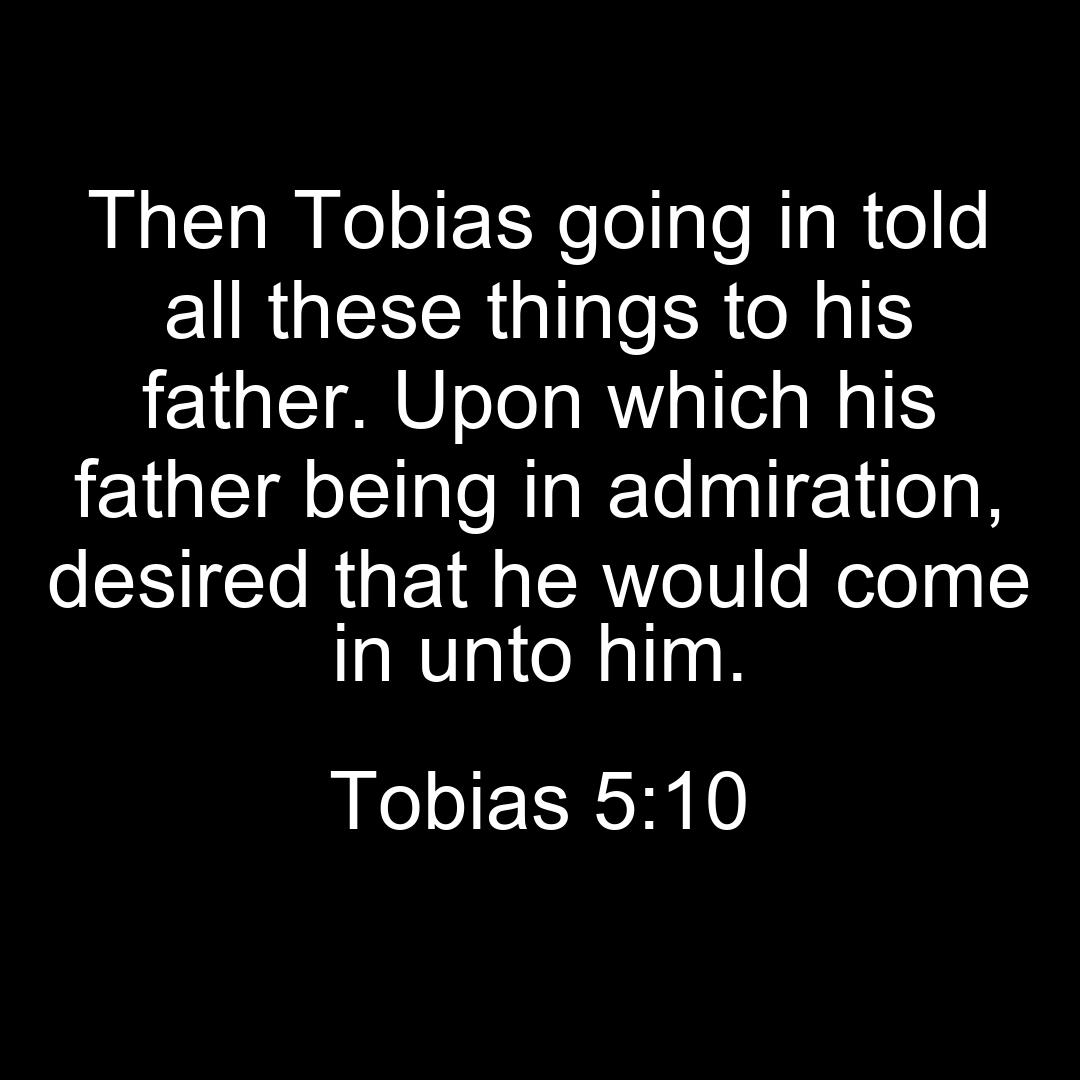 Then Tobias going in told
all these things to his
father. Upon which his
father being in admiration,
desired that he would come
in unto him.
Tobias 5:10